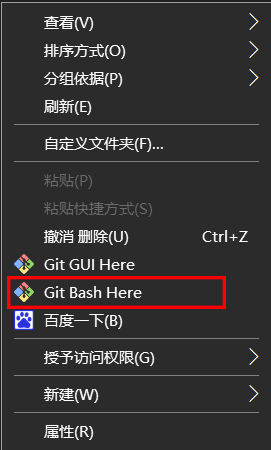 查看(V)
排序方式(O)
分组依据(P)
刷新(E)
自定义文件夹(F)...
粘贴(P)
粘贴快捷方式(S)
撤消 删除(U) Ctrl+Z
Git GUI Here
Git Bash Here
百度一下(B)
授予访问权限(G)
新建(W)
属性(R)